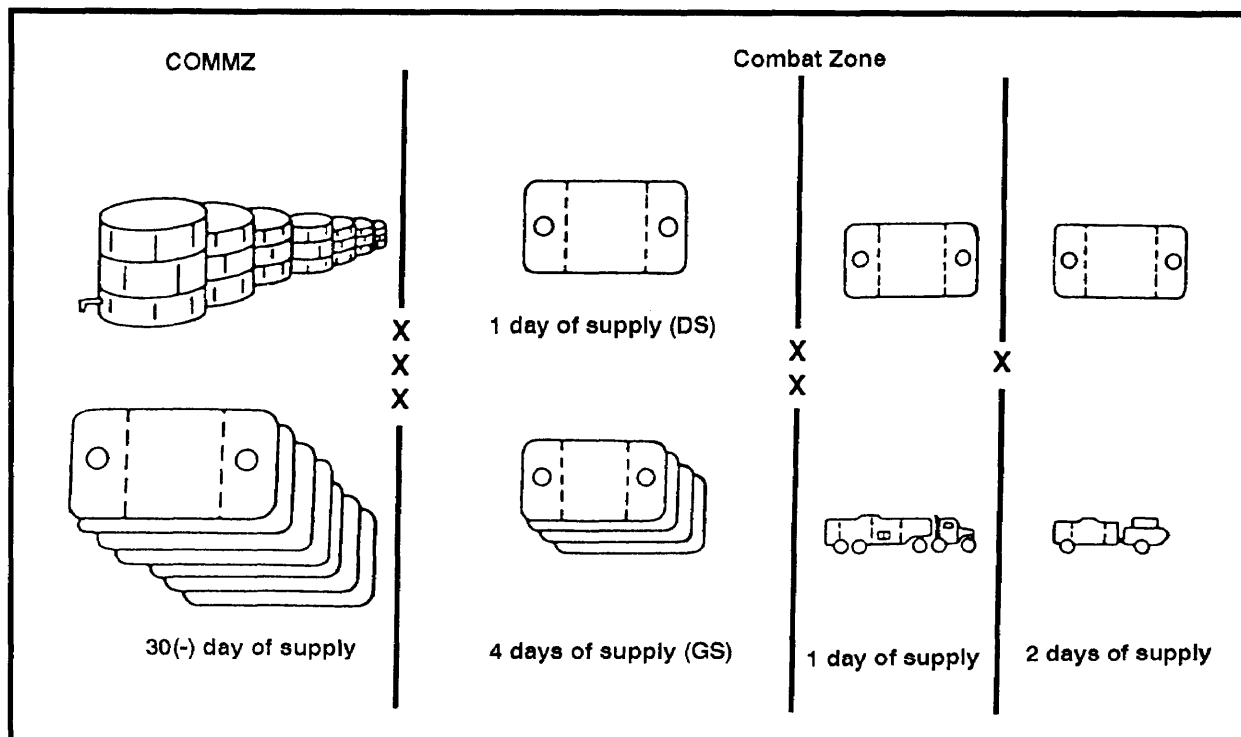 COMMZ
Combat Zone
1 day of supply (DS)
X
X
X
X
X
X
30(-) day of supply
4 days of supply (GS)
1 day of supply
2 days of supply